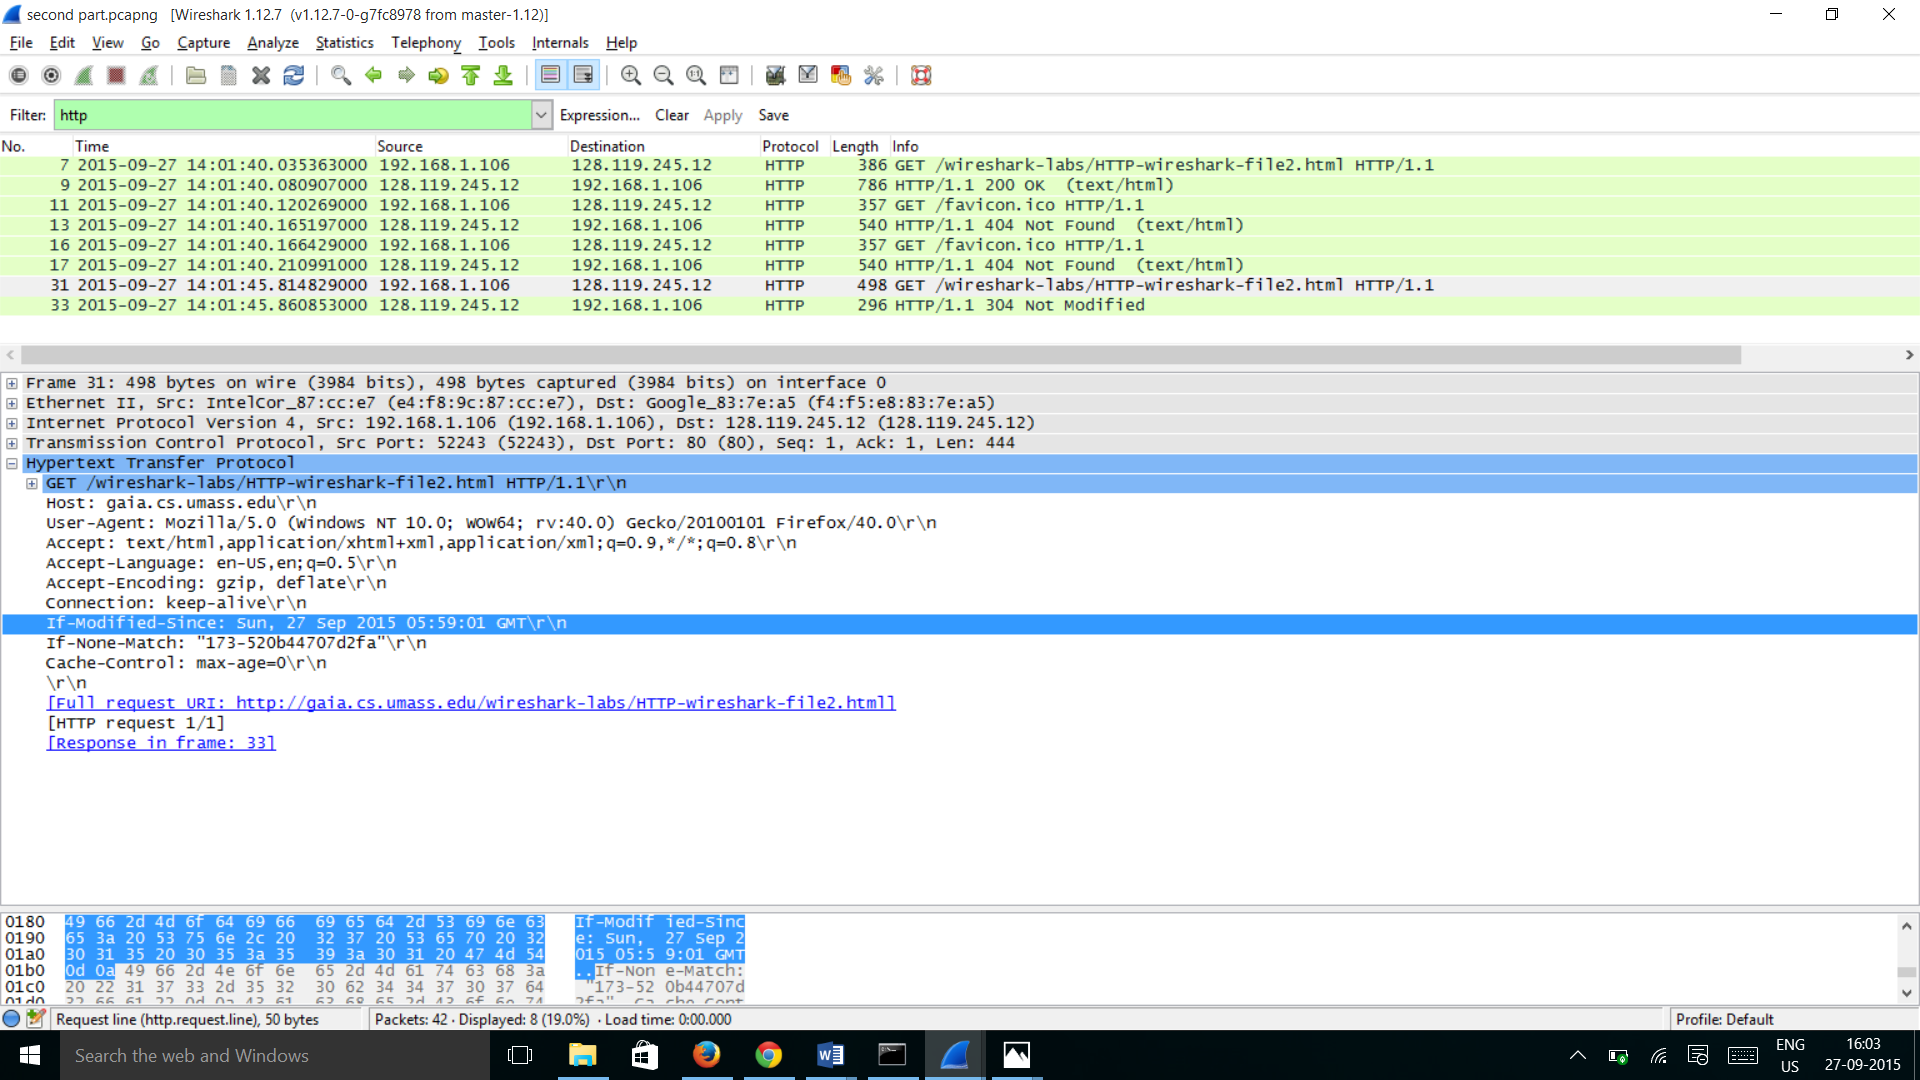 second part.pcapng   [Wireshark 1.12.7  (v1.12.7-0-g7fc8978 from master-1.12)]
File Edit View Go Capture Analyze Statistics Telephony Tools Internals Help
Filter: http Expression... Clear Apply Save
No. Time Source Destination Protocol Length Info
7 2015-09-27 14:01:40.035363000 192.168.1.106 128.119.245.12 HTTP 386 GET /wireshark-labs/HTTP-wireshark-file2.html HTTP/1.1
9 2015-09-27 14:01:40.080907000 128.119.245.12 192.168.1.106 HTTP 786 HTTP/1.1 200 OK  (text/html)
11 2015-09-27 14:01:40.120269000 192.168.1.106 128.119.245.12 HTTP 357 GET /favicon.ico HTTP/1.1
13 2015-09-27 14:01:40.165197000 128.119.245.12 192.168.1.106 HTTP 540 HTTP/1.1 404 Not Found  (text/html)
16 2015-09-27 14:01:40.166429000 192.168.1.106 128.119.245.12 HTTP 357 GET /favicon.ico HTTP/1.1
17 2015-09-27 14:01:40.210991000 128.119.245.12 192.168.1.106 HTTP 540 HTTP/1.1 404 Not Found  (text/html)
31 2015-09-27 14:01:45.814829000 192.168.1.106 128.119.245.12 HTTP 498 GET /wireshark-labs/HTTP-wireshark-file2.html HTTP/1.1
33 2015-09-27 14:01:45.860853000 128.119.245.12 192.168.1.106 HTTP 296 HTTP/1.1 304 Not Modified
Frame 31: 498 bytes on wire (3984 bits), 498 bytes captured (3984 bits) on interface 0
Ethernet II, Src: IntelCor_87:cc:e7 (e4:f8:9c:87:cc:e7), Dst: Google_83:7e:a5 (f4:f5:e8:83:7e:a5)
Internet Protocol Version 4, Src: 192.168.1.106 (192.168.1.106), Dst: 128.119.245.12 (128.119.245.12)
Transmission Control Protocol, Src Port: 52243 (52243), Dst Port: 80 (80), Seq: 1, Ack: 1, Len: 444
Hypertext Transfer Protocol
GET /wireshark-labs/HTTP-wireshark-file2.html HTTP/1.1\r\n
Host: gaia.cs.umass.edu\r\n
User-Agent: Mozilla/5.0 (Windows NT 10.0; WOW64; rv:40.0) Gecko/20100101 Firefox/40.0\r\n
Accept: text/html,application/xhtml+xml,application/xml;q=0.9,*/*;q=0.8\r\n
Accept-Language: en-US,en;q=0.5\r\n
Accept-Encoding: gzip, deflate\r\n
Connection: keep-alive\r\n
If-Modified-Since: Sun, 27 Sep 2015 05:59:01 GMT\r\n
If-None-Match: "173-520b44707d2fa"\r\n
Cache-Control: max-age=0\r\n
\r\n
[Full request URI: http://gaia.cs.umass.edu/wireshark-labs/HTTP-wireshark-file2.html]
[HTTP request 1/1]
[Response in frame: 33]
0180 49 66 2d 4d 6f 64 69 66 69 65 64 2d 53 69 6e 63 If-Modif ied-Sinc
0190 65 3a 20 53 75 6e 2c 20 32 37 20 53 65 70 20 32 e: Sun,  27 Sep 2
01a0 30 31 35 20 30 35 3a 35 39 3a 30 31 20 47 4d 54 015 05:5 9:01 GMT
01b0 0d 0a 49 66 2d 4e 6f 6e 65 2d 4d 61 74 63 68 3a ..If-Non e-Match:
01c0 20 22 31 37 33 2d 35 32 30 62 34 34 37 30 37 64 "173-52 0b44707d
01d0 32 66 61 22 0d 0a 43 61 63 68 65 2d 43 6f 6e 74 2fa"..Ca che-Cont
Request line (http.request.line), 50 bytes Packets: 42 · Displayed: 8 (19.0%)  · Load time: 0:00.000 Profile: Default
Search the web and Windows
ENG
US
16:03
27-09-2015